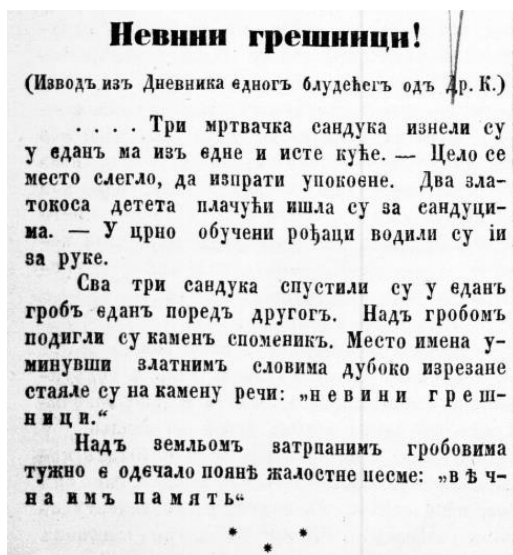 Невини грешници!
(Изводъ изъ Дневника єдногъ блудећегъ одъ Др. К.)
. . . . Три мртвачка сандука изнели су
у єданъ ма изъ єдне и исте куће. — Цело се
место слегло, да изпрати упокоєне. Два зла-
токоса детета плачући ишла су за сандуци-
ма. — У црно обучени рођаци водили су іи
за руке.
Сва три сандука спустили су у єданъ
гробъ єданъ поредъ другогъ. Надъ гробомъ
подигли су каменъ споменикъ. Место имена у-
минувши златнимъ словима дубоко изрезане
стаяле су на камену речи: „невини греш-
ници.“
Надъ земльомъ затрпанимъ гробовима
тужно є одєчало пояне̂ жалостне песме: „в ѣ ч-
на имъ память“
* *
*